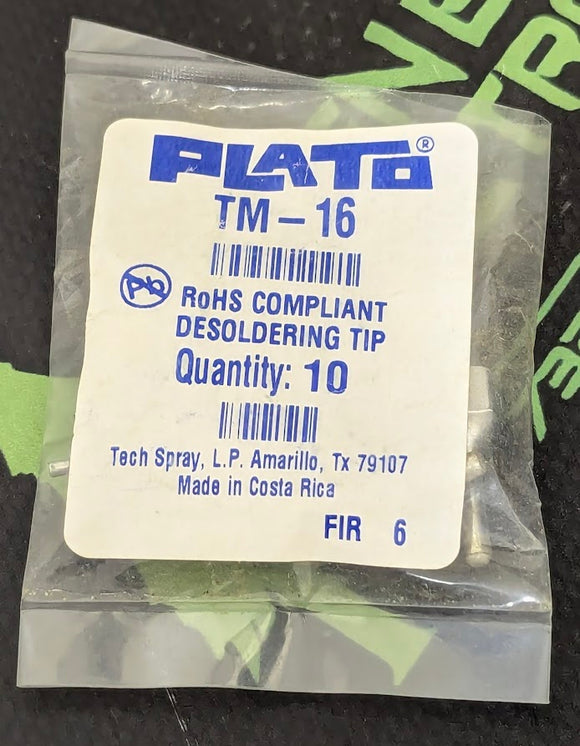 PLATO®
TM – 16
Pb
RoHS COMPLIANT
DESOLDERING TIP
Quantity: 10
Tech Spray, L.P. Amarillo, Tx 79107
Made in Costa Rica
FIR 6